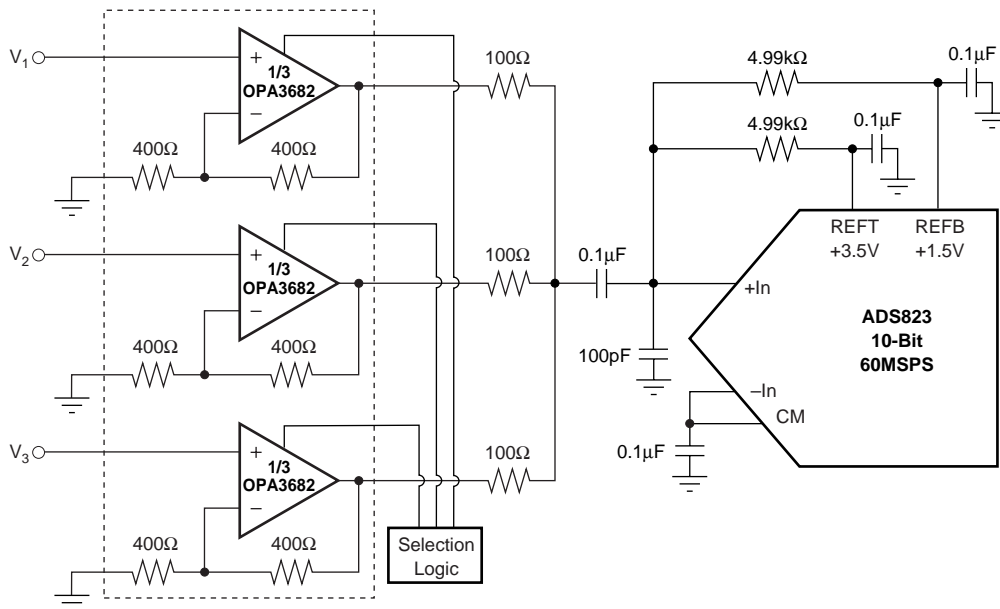 V1
+
1/3
OPA3682
–
400Ω
400Ω
100Ω
V2
+
1/3
OPA3682
–
400Ω
400Ω
100Ω
V3
+
1/3
OPA3682
–
400Ω
400Ω
100Ω
Selection
Logic
0.1µF
100pF
4.99kΩ
0.1µF
4.99kΩ
0.1µF
REFT
+3.5V
REFB
+1.5V
+In
ADS823
10-Bit
60MSPS
–In
CM
0.1µF